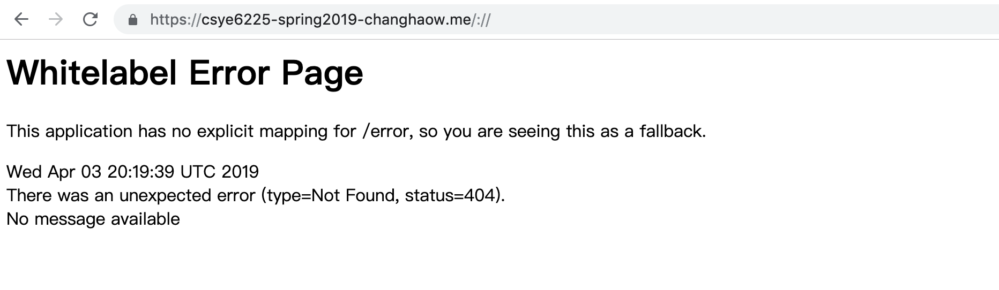 https://csye6225-spring2019-changhaow.me/://
Whitelabel Error Page
This application has no explicit mapping for /error, so you are seeing this as a fallback.
Wed Apr 03 20:19:39 UTC 2019
There was an unexpected error (type=Not Found, status=404).
No message available